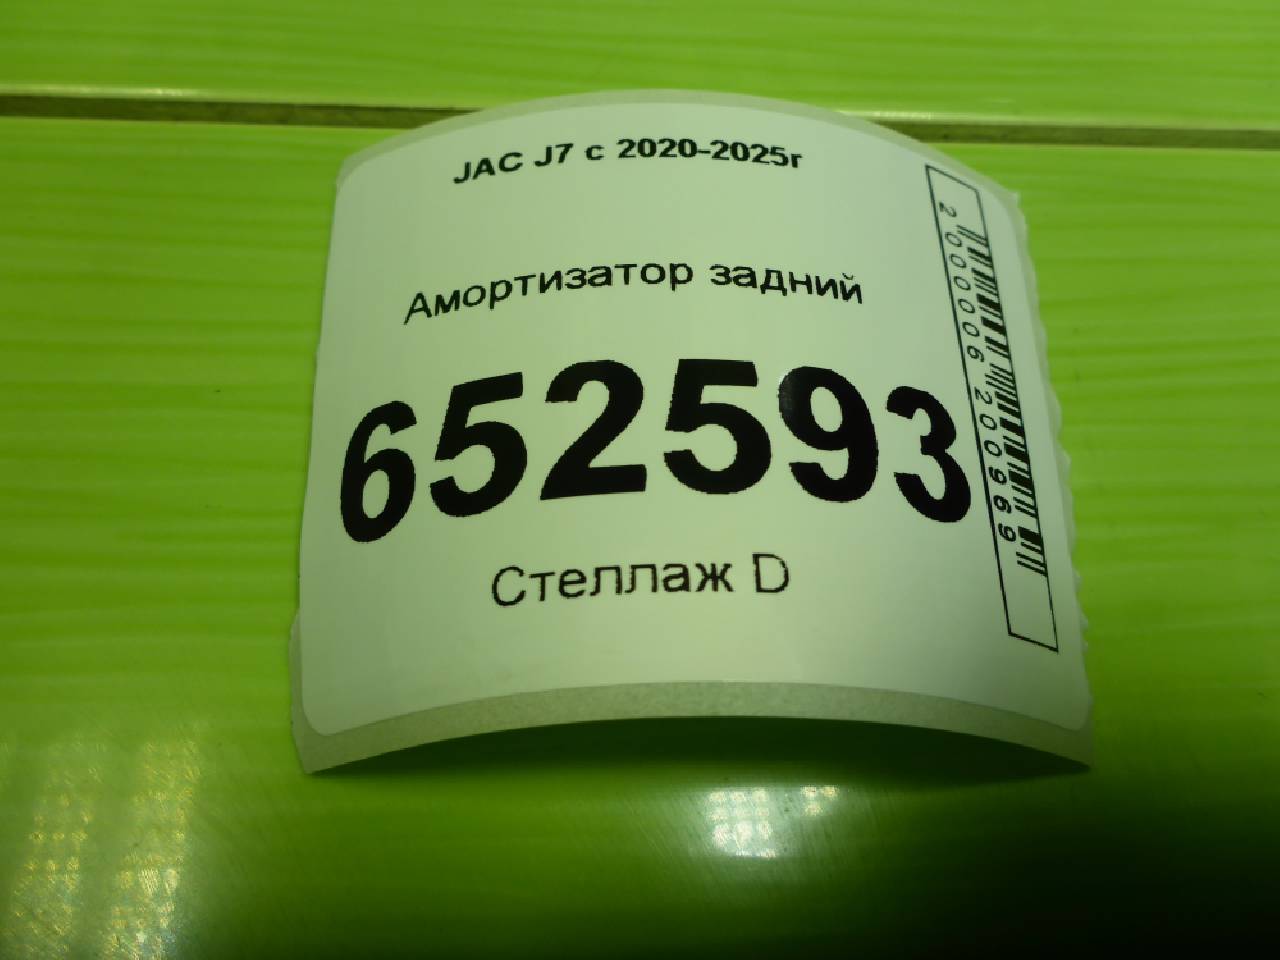 JAC J7 с 2020-2025г
Амортизатор задний
652593
Стеллаж D
2000006200969